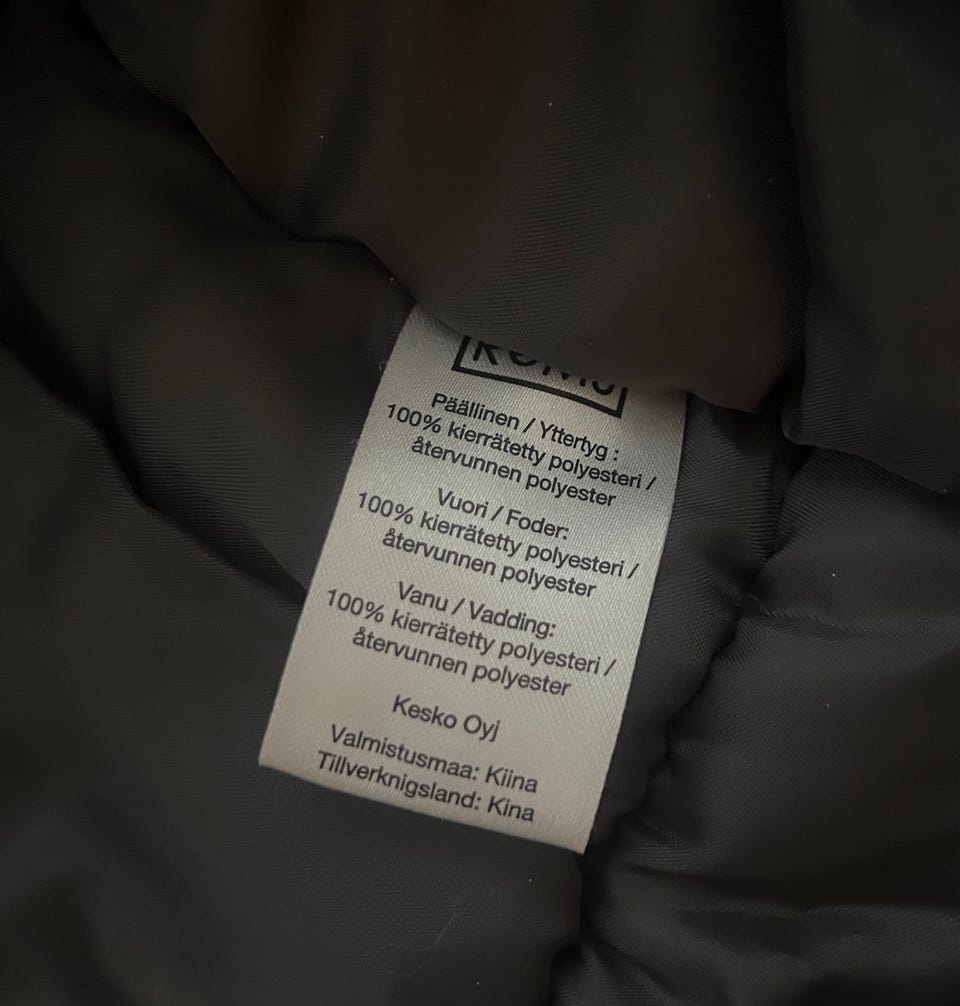 Päällinen / Yttertyg :
100% kierrätetty polyesteri /
återvunnen polyester
Vuori / Foder:
100% kierrätetty polyesteri /
återvunnen polyester
Vanu / Vadding:
100% kierrätetty polyesteri /
återvunnen polyester
Kesko Oyj
Valmistusmaa: Kiina
Tillverknigsland: Kina